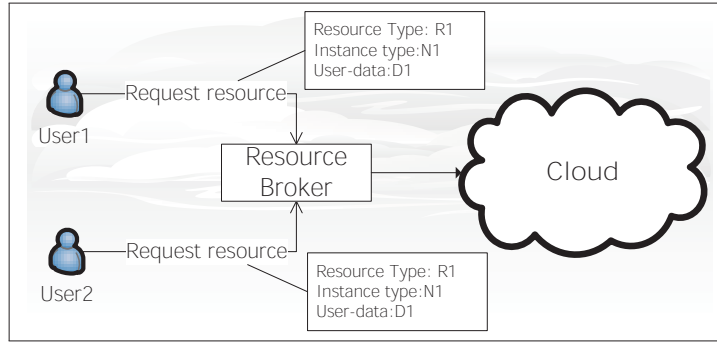 Resource Type: R1
Instance type:N1
User-data:D1
Request resource
User1
Resource
Broker
Cloud
Request resource
User2
Resource Type: R1
Instance type:N1
User-data:D1